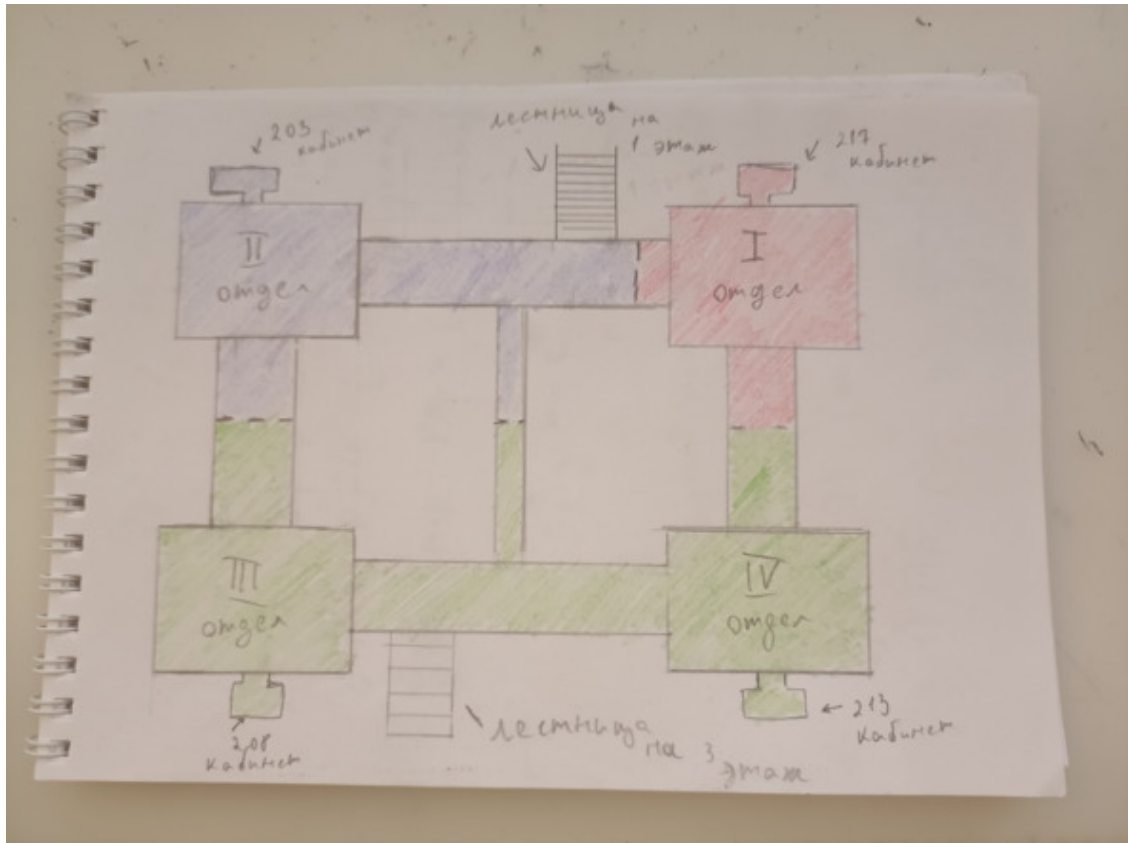 203
кабинет
лестница на
1 этаж
217
кабинет
II
отдел
I
отдел
III
отдел
IV
отдел
208
кабинет
лестница на 3
этаж
213
кабинет